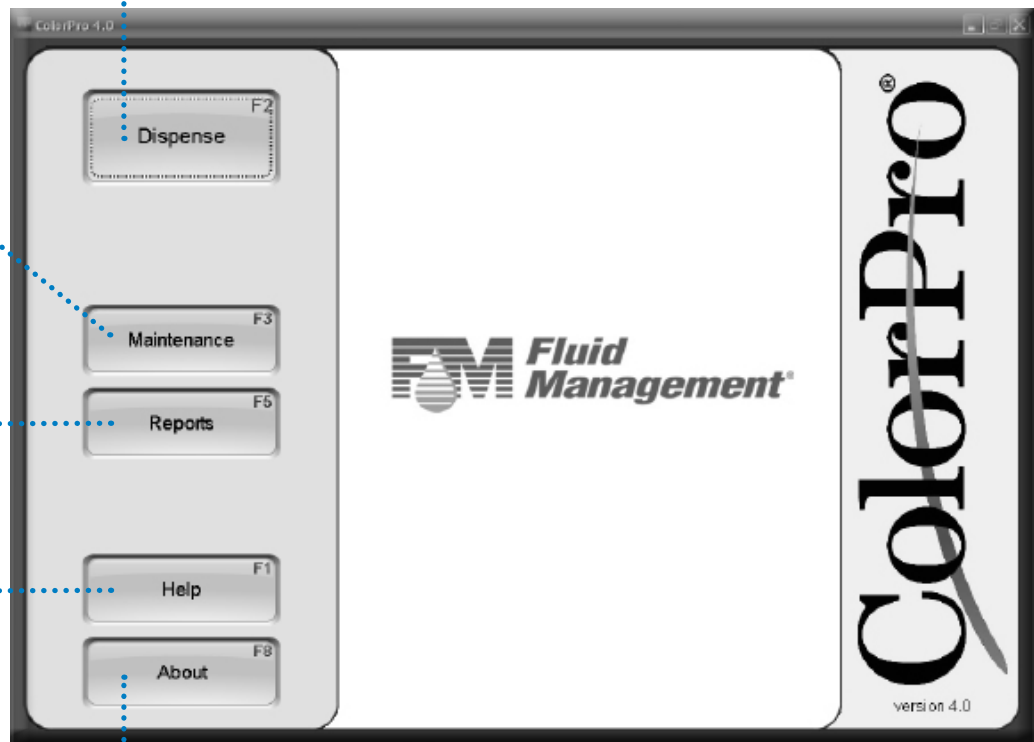 ColorPro 4.0
F2
Dispense
F3
Maintenance
F5
Reports
F1
Help
F8
About
FM Fluid
Management®
ColorPro®
version 4.0